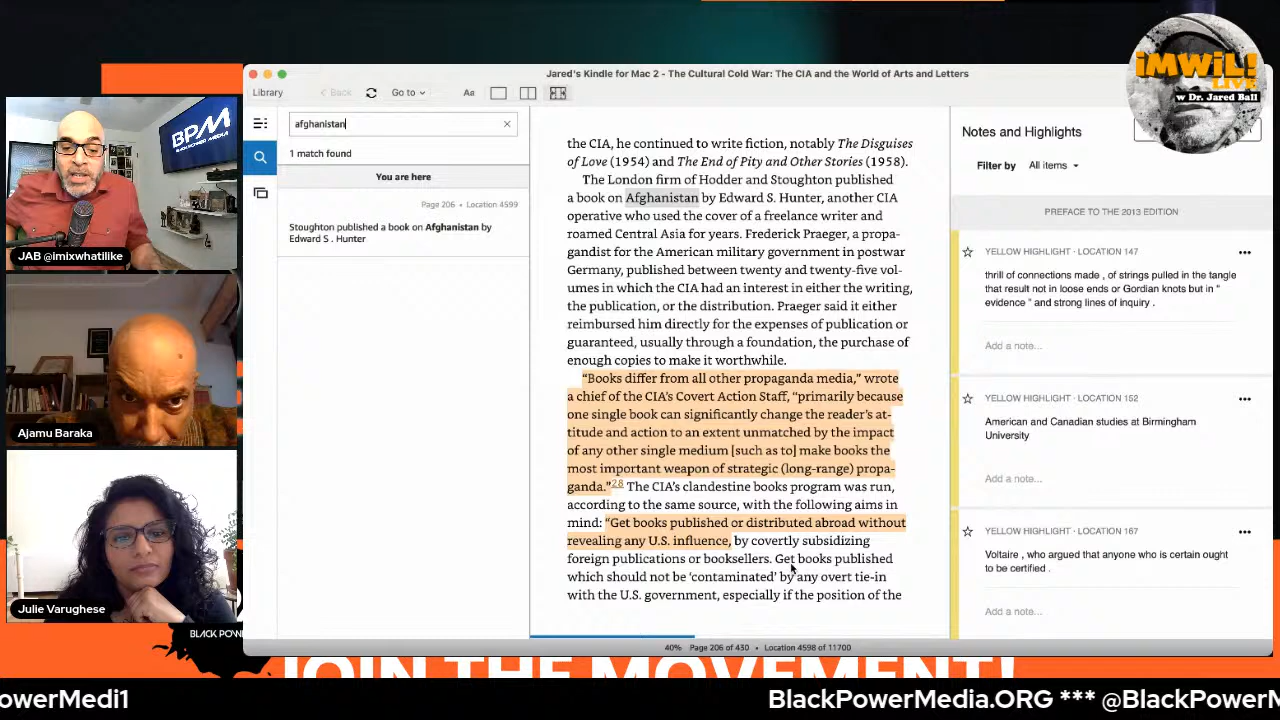 iMWiL!
LIVE
w Dr. Jared Ball
Jared's Kindle for Mac 2 - The Cultural Cold War: The CIA and the World of Arts and Letters
Library
Back
Go to
Aa
afghanistan
1 match found
You are here
Page 206 • Location 4599
Stoughton published a book on Afghanistan by
Edward S . Hunter
the CIA, he continued to write fiction, notably The Disguises
of Love (1954) and The End of Pity and Other Stories (1958).
The London firm of Hodder and Stoughton published
a book on Afghanistan by Edward S. Hunter, another CIA
operative who used the cover of a freelance writer and
roamed Central Asia for years. Frederick Praeger, a propa-
gandist for the American military government in postwar
Germany, published between twenty and twenty-five vol-
umes in which the CIA had an interest in either the writing,
the publication, or the distribution. Praeger said it either
reimbursed him directly for the expenses of publication or
guaranteed, usually through a foundation, the purchase of
enough copies to make it worthwhile.
“Books differ from all other propaganda media,” wrote
a chief of the CIA’s Covert Action Staff, “primarily because
one single book can significantly change the reader’s at-
titude and action to an extent unmatched by the impact
of any other single medium [such as to] make books the
most important weapon of strategic (long-range) propa-
ganda.”28 The CIA’s clandestine books program was run,
according to the same source, with the following aims in
mind: “Get books published or distributed abroad without
revealing any U.S. influence, by covertly subsidizing
foreign publications or booksellers. Get books published
which should not be ‘contaminated’ by any overt tie-in
with the U.S. government, especially if the position of the
40% Page 206 of 430 • Location 4598 of 11700
Notes and Highlights
Filter by All items
PREFACE TO THE 2013 EDITION
YELLOW HIGHLIGHT · LOCATION 147
thrill of connections made , of strings pulled in the tangle
that result not in loose ends or Gordian knots but in “
evidence ” and strong lines of inquiry .
Add a note...
YELLOW HIGHLIGHT · LOCATION 152
American and Canadian studies at Birmingham
University
Add a note...
YELLOW HIGHLIGHT · LOCATION 167
Voltaire , who argued that anyone who is certain ought
to be certified .
Add a note...
BPM
BLACK POWER MEDIA
JAB @imixwhatilike
Ajamu Baraka
Julie Varughese
BLACK POW
JOIN THE MOVEMENT!
PowerMedi1
BlackPowerMedia.ORG *** @BlackPowerM